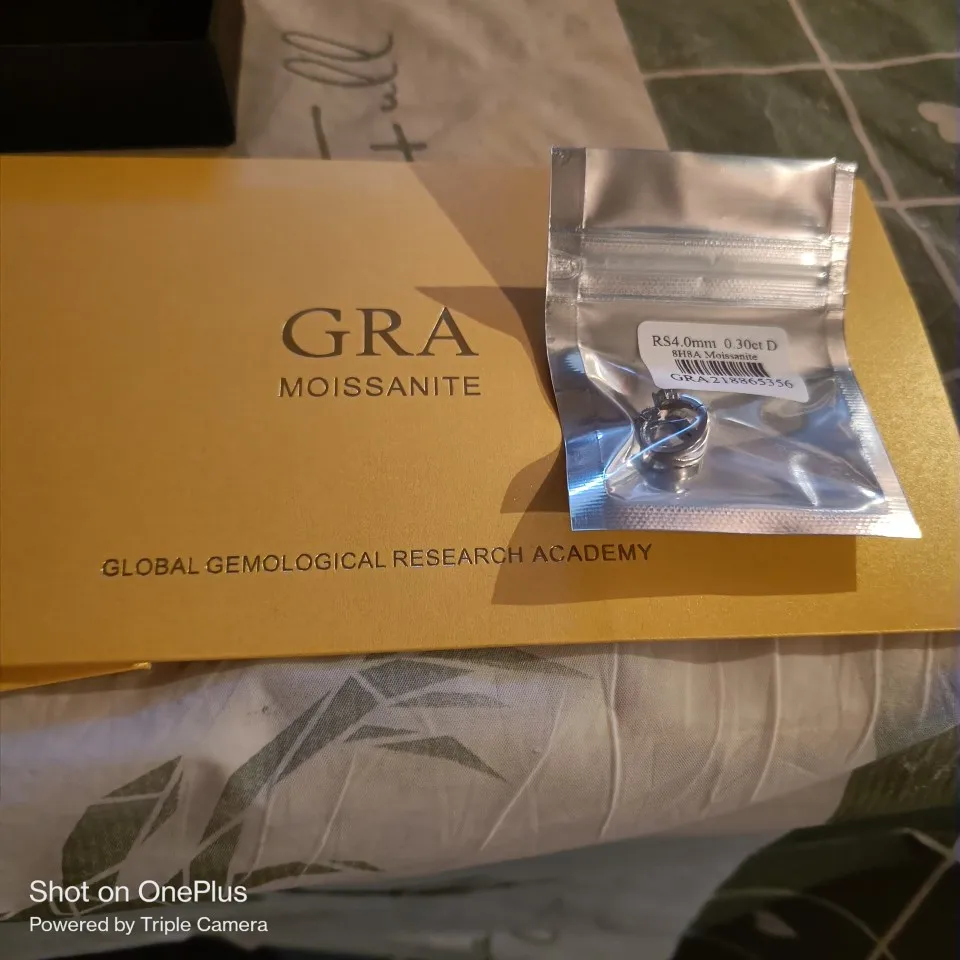 Full
GRA
MOISSANITE
GLOBAL GEMOLOGICAL RESEARCH ACADEMY
RS4.0mm 0.30ct D
8H8A Moissanite
GRA218865356
Shot on OnePlus
Powered by Triple Camera